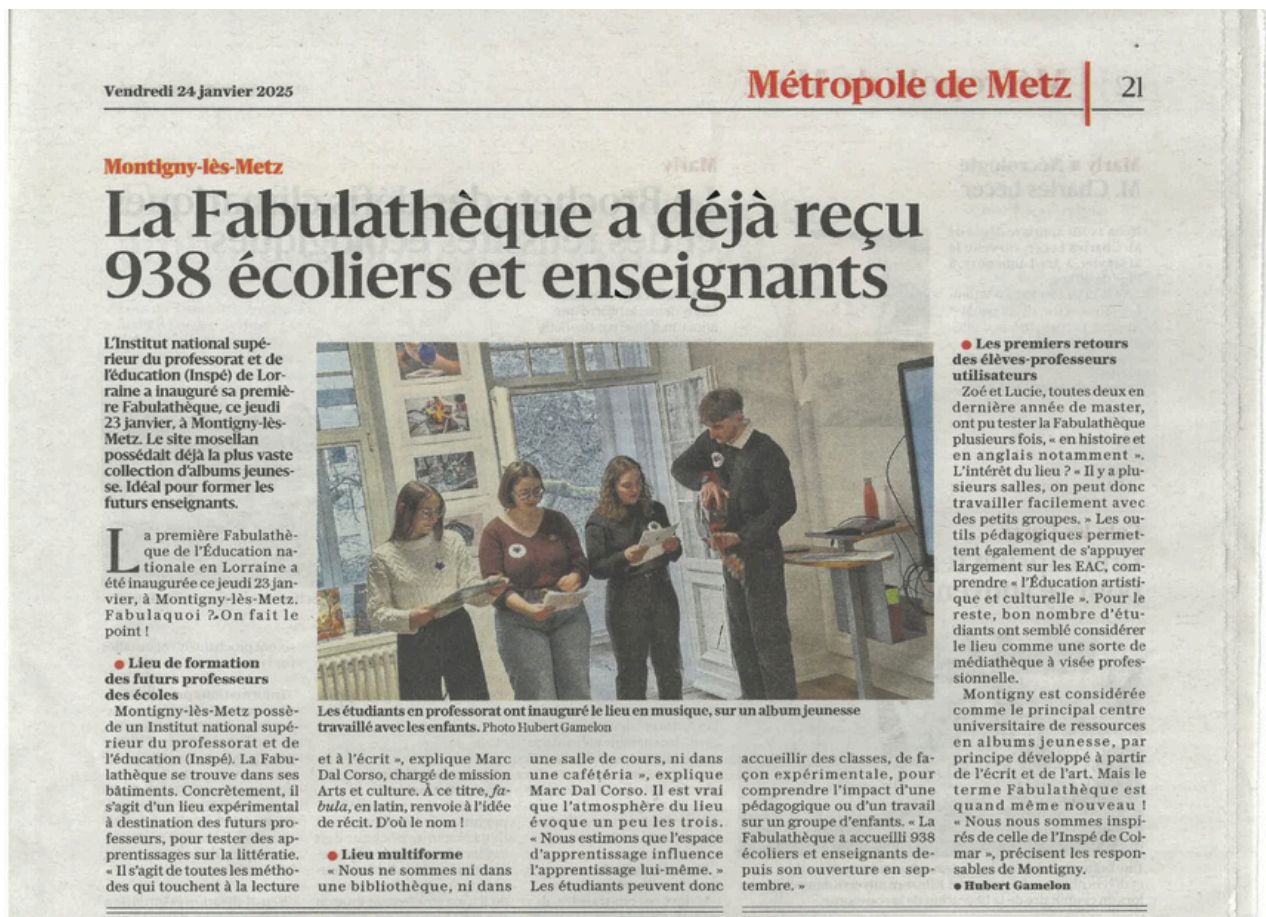 Vendredi 24 janvier 2025
Métropole de Metz
21
Montigny-lès-Metz
La Fabulathèque a déjà reçu
938 écoliers et enseignants
L'Institut national supé-
rieur du professorat et de
l'éducation (Inspé) de Lor-
raine a inauguré sa premiè-
re Fabulathèque, ce jeudi
23 janvier, à Montigny-lès-
Metz. Le site mosellan
possédait déjà la plus vaste
collection d'albums jeunes-
se. Idéal pour former les
futurs enseignants.
La première Fabulathè-
que de l'Éducation na-
tionale en Lorraine a
été inaugurée ce jeudi 23 jan-
vier, à Montigny-lès-Metz.
Fabulaquoi ? On fait le
point !
● Lieu de formation
des futurs professeurs
des écoles
Montigny-lès-Metz possè-
de un Institut national supé-
rieur du professorat et de
l'éducation (Inspé). La Fabu-
lathèque se trouve dans ses
bâtiments. Concrètement, il
s'agit d'un lieu expérimental
à destination des futurs pro-
fesseurs, pour tester des ap-
prentissages sur la littératie.
« Il s'agit de toutes les métho-
des qui touchent à la lecture
Les étudiants en professorat ont inauguré le lieu en musique, sur un album jeunesse
travaillé avec les enfants. Photo Hubert Gamelon
et à l'écrit », explique Marc
Dal Corso, chargé de mission
Arts et culture. À ce titre, fa-
bula, en latin, renvoie à l'idée
de récit. D'où le nom !
● Lieu multiforme
« Nous ne sommes ni dans
une bibliothèque, ni dans
une salle de cours, ni dans
une cafétéria », explique
Marc Dal Corso. Il est vrai
que l'atmosphère du lieu
évoque un peu les trois.
« Nous estimons que l'espace
d'apprentissage influence
l'apprentissage lui-même. »
Les étudiants peuvent donc
accueillir des classes, de fa-
çon expérimentale, pour
comprendre l'impact d'une
pédagogique ou d'un travail
sur un groupe d'enfants. « La
Fabulathèque a accueilli 938
écoliers et enseignants de-
puis son ouverture en sep-
tembre. »
● Les premiers retours
des élèves-professeurs
utilisateurs
Zoé et Lucie, toutes deux en
dernière année de master,
ont pu tester la Fabulathèque
plusieurs fois, « en histoire et
en anglais notamment ».
L'intérêt du lieu ? « Il y a plu-
sieurs salles, on peut donc
travailler facilement avec
des petits groupes. » Les ou-
tils pédagogiques permet-
tent également de s'appuyer
largement sur les EAC, com-
prendre « l'Éducation artisti-
que et culturelle ». Pour le
reste, bon nombre d'étu-
diants ont semblé considérer
le lieu comme une sorte de
médiathèque à visée profes-
sionnelle.
Montigny est considérée
comme le principal centre
universitaire de ressources
en albums jeunesse, par
principe développé à partir
de l'écrit et de l'art. Mais le
terme Fabulathèque est
quand même nouveau !
« Nous nous sommes inspi-
rés de celle de l'Inspé de Col-
mar », précisent les respon-
sables de Montigny.
● Hubert Gamelon